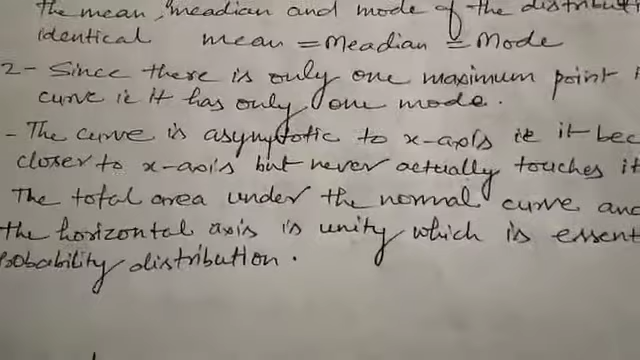 the mean, meadian and mode of the distributi
identical mean = Meadian = Mode
2- Since there is only one maximum point i
curve ie it has only one mode.
- The curve is asymptotic to x-axis ie it bec
closer to x-axis but never actually touches it
The total area under the normal curve and
the horizontal axis is unity which is essent
probability distribution.